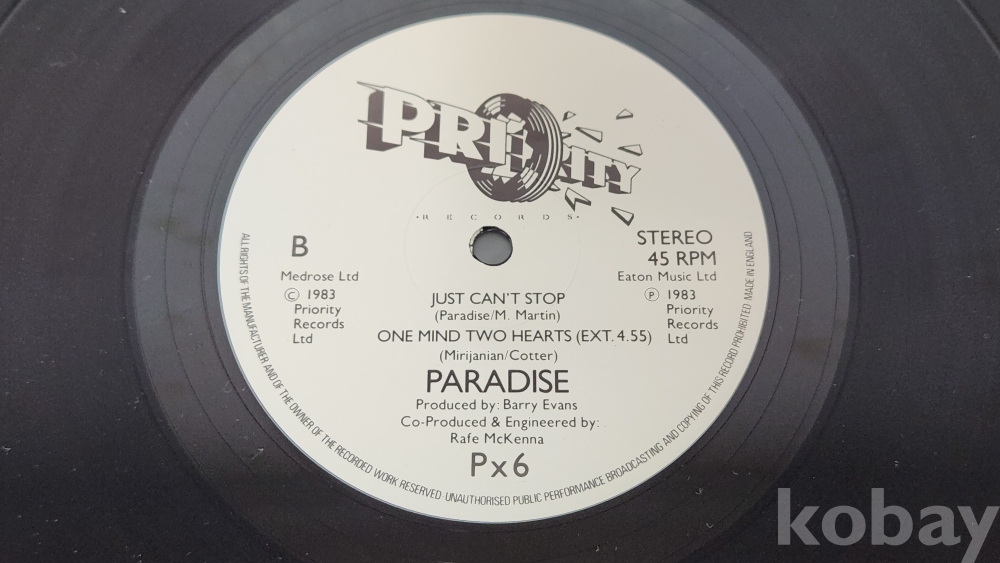 PRIORITY
·RECORDS·
B
STEREO
45 RPM
Medrose Ltd
Eaton Music Ltd
© 1983
Priority
Records
Ltd
℗ 1983
Priority
Records
Ltd
JUST CAN'T STOP
(Paradise/M. Martin)
ONE MIND TWO HEARTS (EXT. 4.55)
(Mirijanian/Cotter)
PARADISE
Produced by: Barry Evans
Co-Produced & Engineered by:
Rafe McKenna
Px6
ALL RIGHTS OF THE MANUFACTURER AND OF THE OWNER OF THE RECORDED WORK RESERVED · UNAUTHORISED PUBLIC PERFORMANCE BROADCASTING AND COPYING OF THIS RECORD PROHIBITED MADE IN ENGLAND
kobay